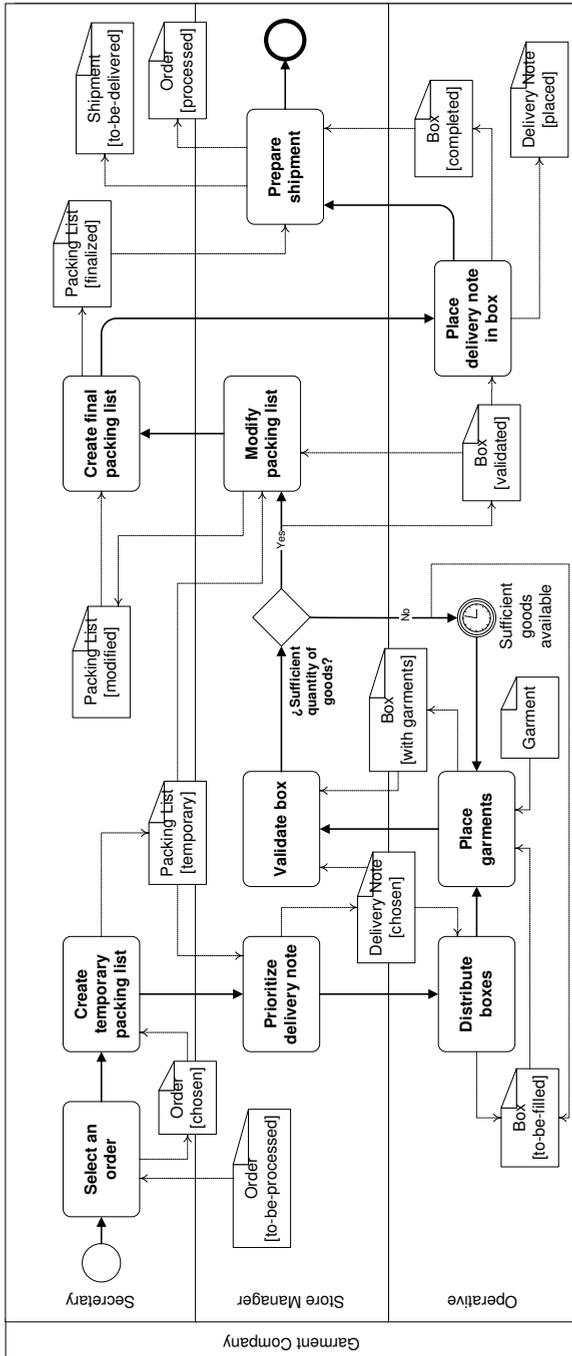 Garment Company
Secretary
Store Manager
Operative
Select an
order
Order
[to-be-processed]
Order
[chosen]
Create
temporary
packing list
Packing List
[temporary]
Prioritize
delivery note
Delivery Note
[chosen]
Distribute
boxes
Box
[to-be-filled]
Place
garments
Garment
Box
[with garments]
Validate box
¿Sufficient
quantity of
goods?
Yes
No
Sufficient
goods
available
Box
[validated]
Modify
packing list
Packing List
[modified]
Create final
packing list
Packing List
[finalized]
Place
delivery note
in box
Delivery Note
[placed]
Box
[completed]
Prepare
shipment
Shipment
[to-be-delivered]
Order
[processed]